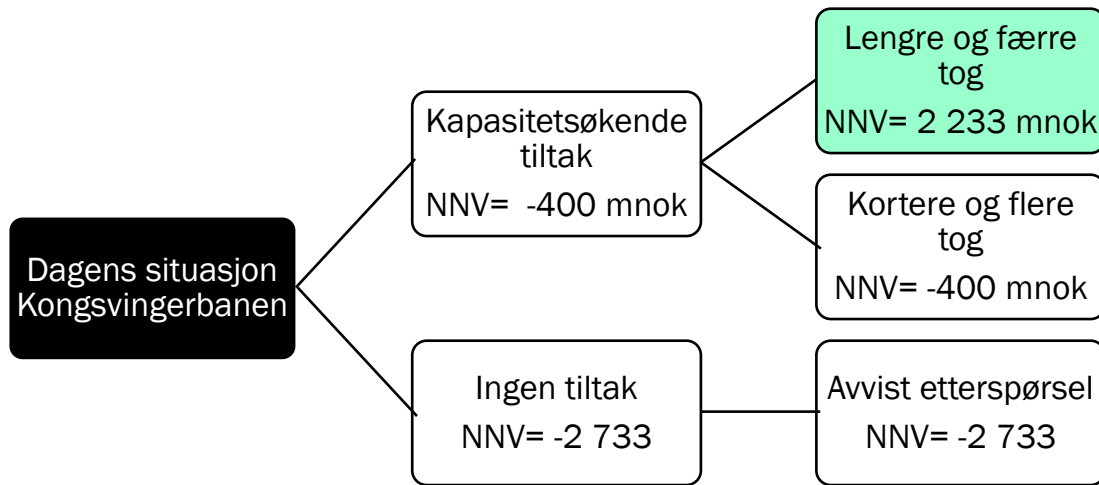 Lengre og færre
tog
NNV= 2 233 mnok
Kapasitetsøkende
tiltak
NNV=  -400 mnok
Kortere og flere
tog
NNV= -400 mnok
Dagens situasjon
Kongsvingerbanen
Ingen tiltak
NNV= -2 733
Avvist etterspørsel
NNV= -2 733